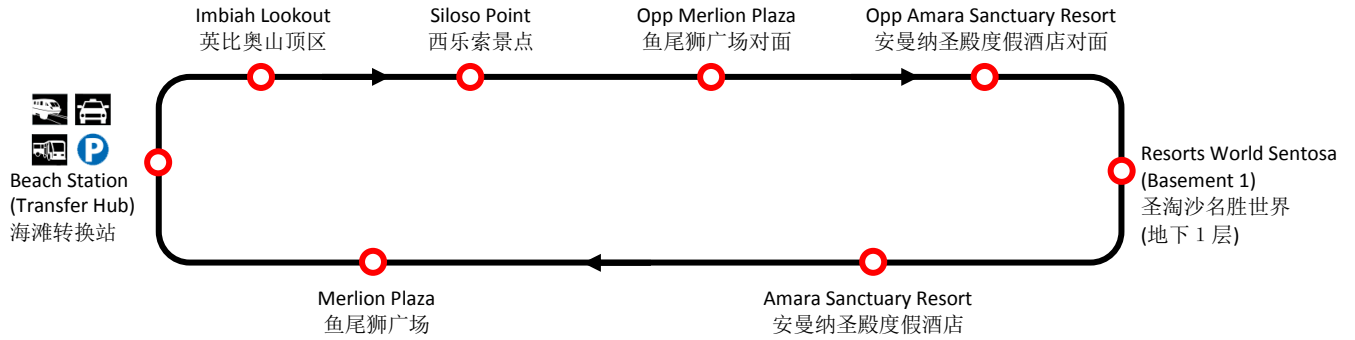 Imbiah Lookout
英比奥山顶区
Siloso Point
西乐索景点
Opp Merlion Plaza
鱼尾狮广场对面
Opp Amara Sanctuary Resort
安曼纳圣殿度假酒店对面
P
Beach Station
(Transfer Hub)
海滩转换站
Resorts World Sentosa
(Basement 1)
圣淘沙名胜世界
(地下１层)
Merlion Plaza
鱼尾狮广场
Amara Sanctuary Resort
安曼纳圣殿度假酒店